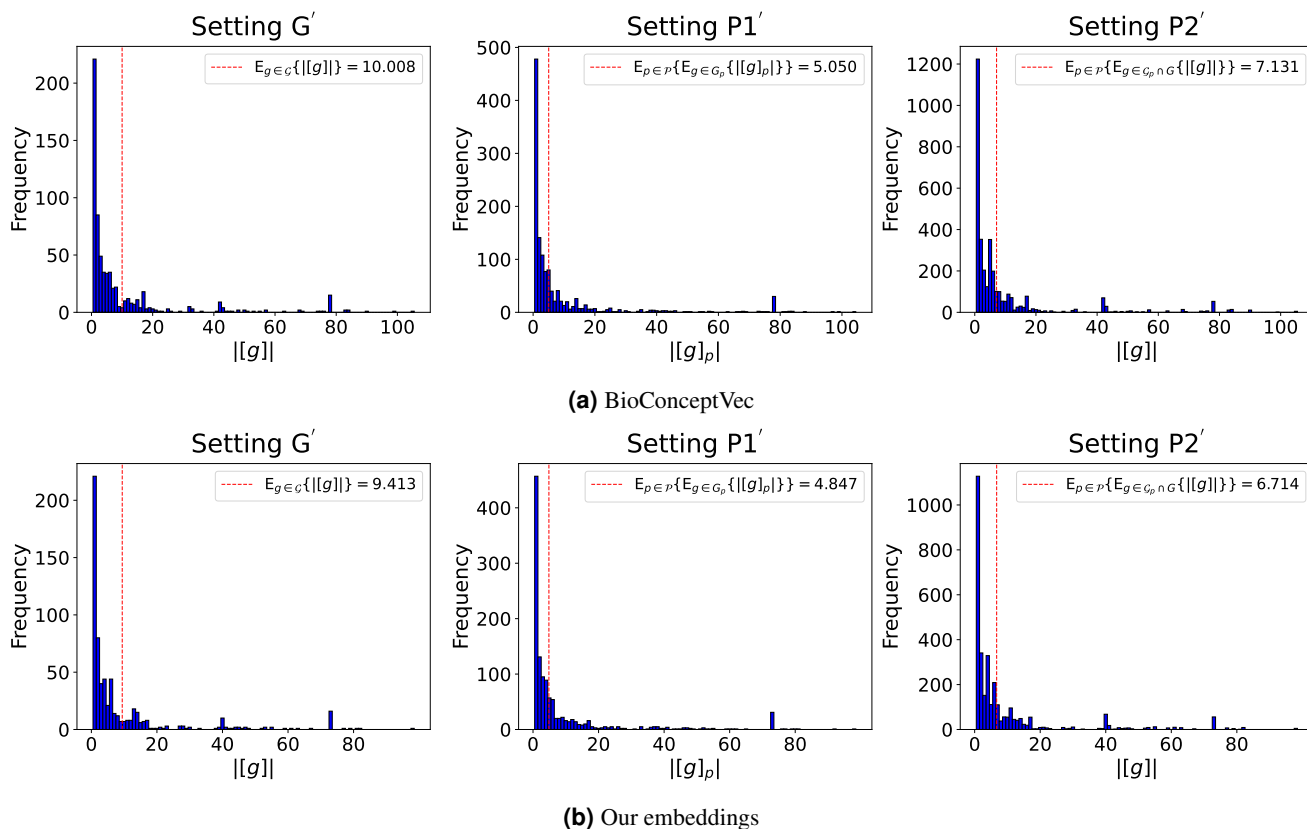 Setting G′
Setting P1′
Setting P2′
E_{g∈𝒢}{|[g]|} = 10.008
E_{p∈𝒫}{E_{g∈G_p}{|[g]_p|}} = 5.050
E_{p∈𝒫}{E_{g∈𝒢_p∩G}{|[g]|}} = 7.131
Frequency
200
150
100
50
0
0 20 40 60 80 100
|[g]|
Frequency
500
400
300
200
100
0
0 20 40 60 80 100
|[g]_p|
Frequency
1200
1000
800
600
400
200
0
0 20 40 60 80 100
|[g]|
(a) BioConceptVec
Setting G′
Setting P1′
Setting P2′
E_{g∈𝒢}{|[g]|} = 9.413
E_{p∈𝒫}{E_{g∈G_p}{|[g]_p|}} = 4.847
E_{p∈𝒫}{E_{g∈𝒢_p∩G}{|[g]|}} = 6.714
Frequency
200
150
100
50
0
0 20 40 60 80
|[g]|
Frequency
400
300
200
100
0
0 20 40 60 80
|[g]_p|
Frequency
1000
800
600
400
200
0
0 20 40 60 80
|[g]|
(b) Our embeddings